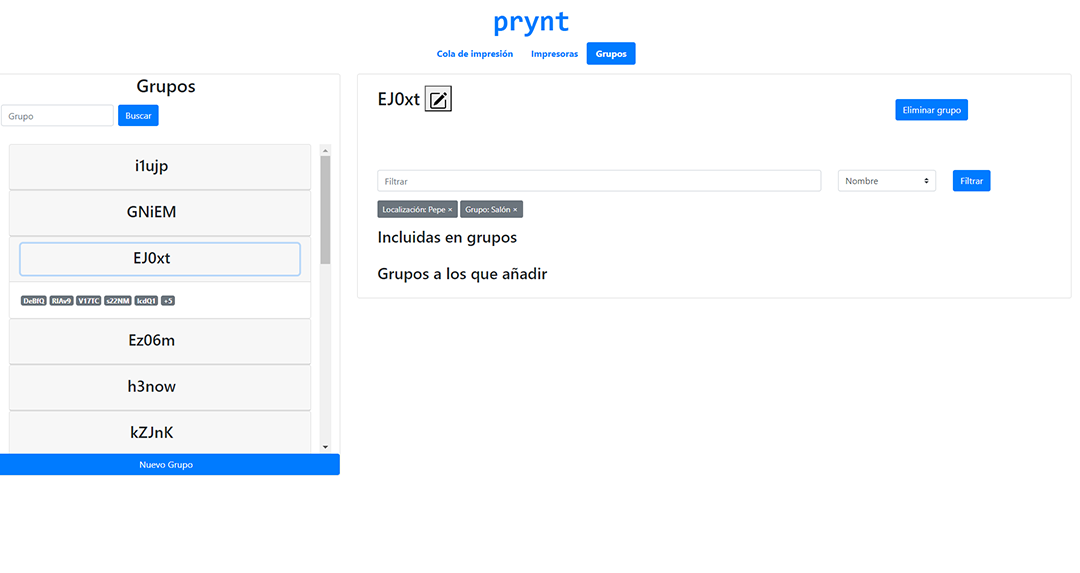 prynt
Cola de impresión Impresoras Grupos
Grupos
Grupo Buscar
i1ujp
GNiEM
EJ0xt
DeBfQ RIAv9 V17TC s22NM IcdQ1 +5
Ez06m
h3now
kZJnK
Nuevo Grupo
EJ0xt
Eliminar grupo
Filtrar Nombre Filtrar
Localización: Pepe × Grupo: Salón ×
Incluidas en grupos
Grupos a los que añadir